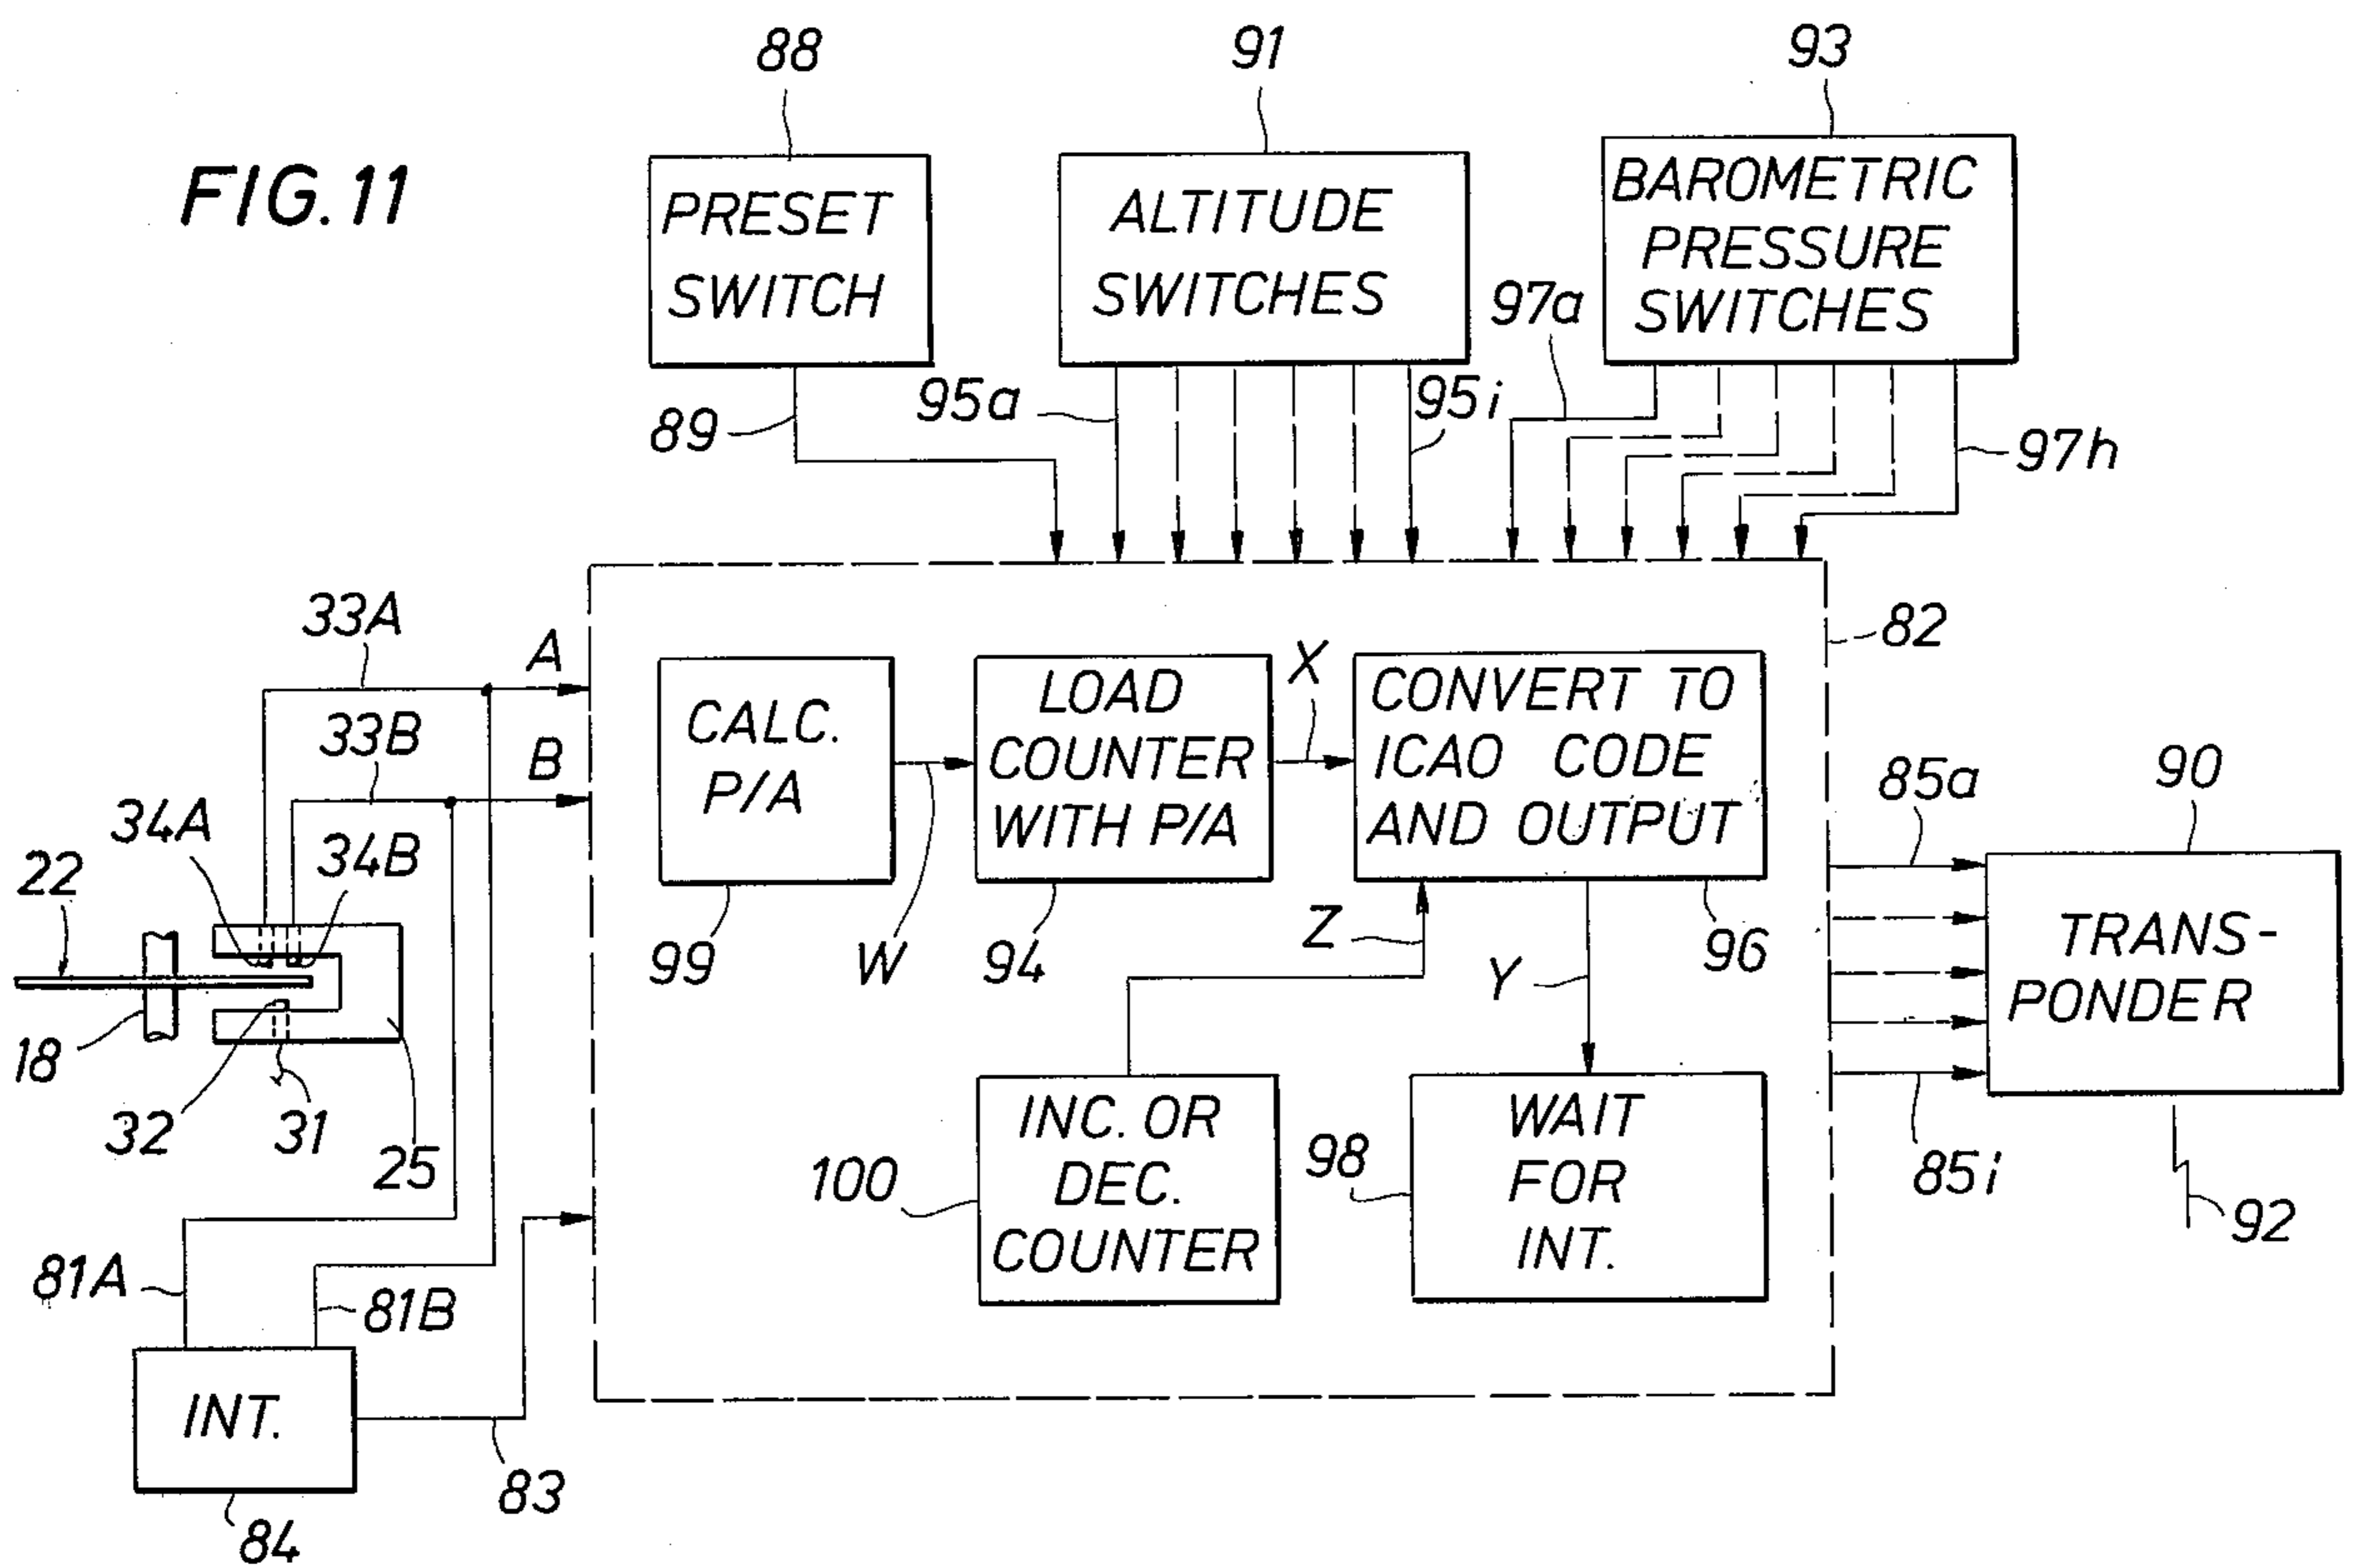 FIG. 11
88
91
93
PRESET
SWITCH
ALTITUDE
SWITCHES
BAROMETRIC
PRESSURE
SWITCHES
89
95a
95i
97a
97h
33A
A
33B
B
34A
34B
22
18
32
31
25
81A
81B
INT.
84
83
82
CALC.
P/A
99
W
LOAD
COUNTER
WITH P/A
94
X
CONVERT TO
ICAO CODE
AND OUTPUT
96
Z
Y
INC. OR
DEC.
COUNTER
100
WAIT
FOR
INT.
98
85a
85i
90
TRANS-
PONDER
92